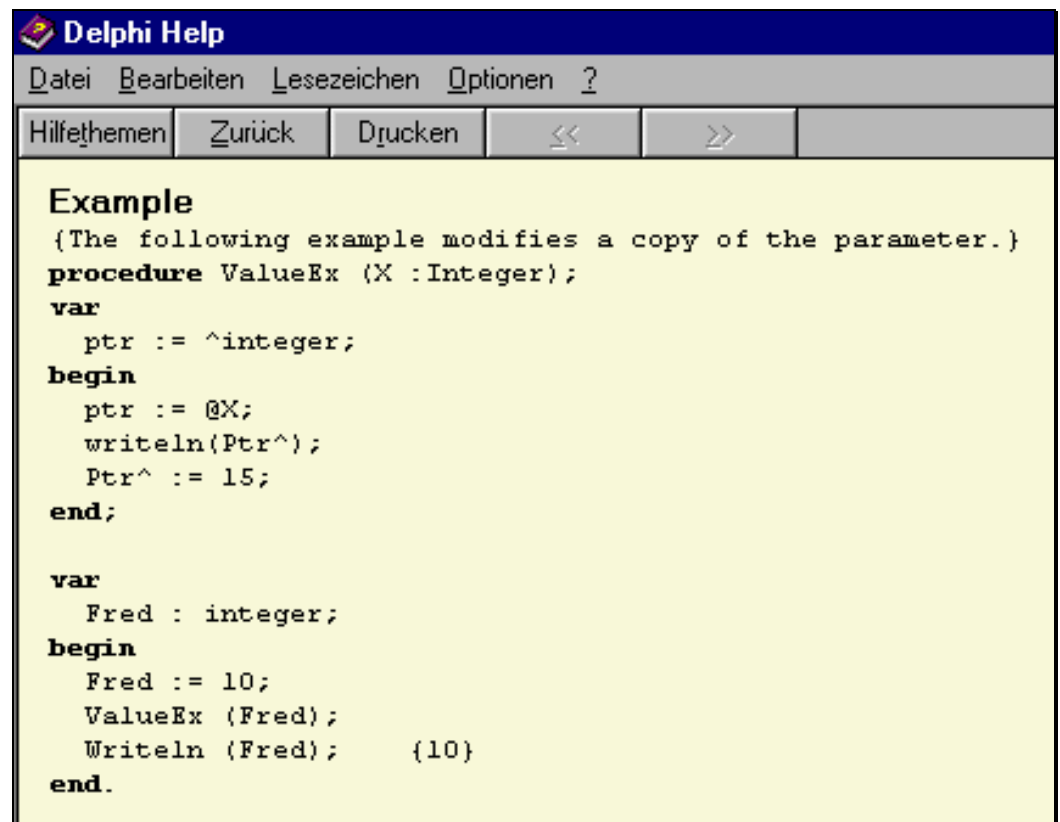 Delphi Help
Datei Bearbeiten Lesezeichen Optionen ?
Hilfethemen Zurück Drucken << >>
Example
{The following example modifies a copy of the parameter.}
procedure ValueEx (X :Integer);
var
ptr := ^integer;
begin
ptr := @X;
writeln(Ptr^);
Ptr^ := 15;
end;
var
Fred : integer;
begin
Fred := 10;
ValueEx (Fred);
Writeln (Fred); {10}
end.